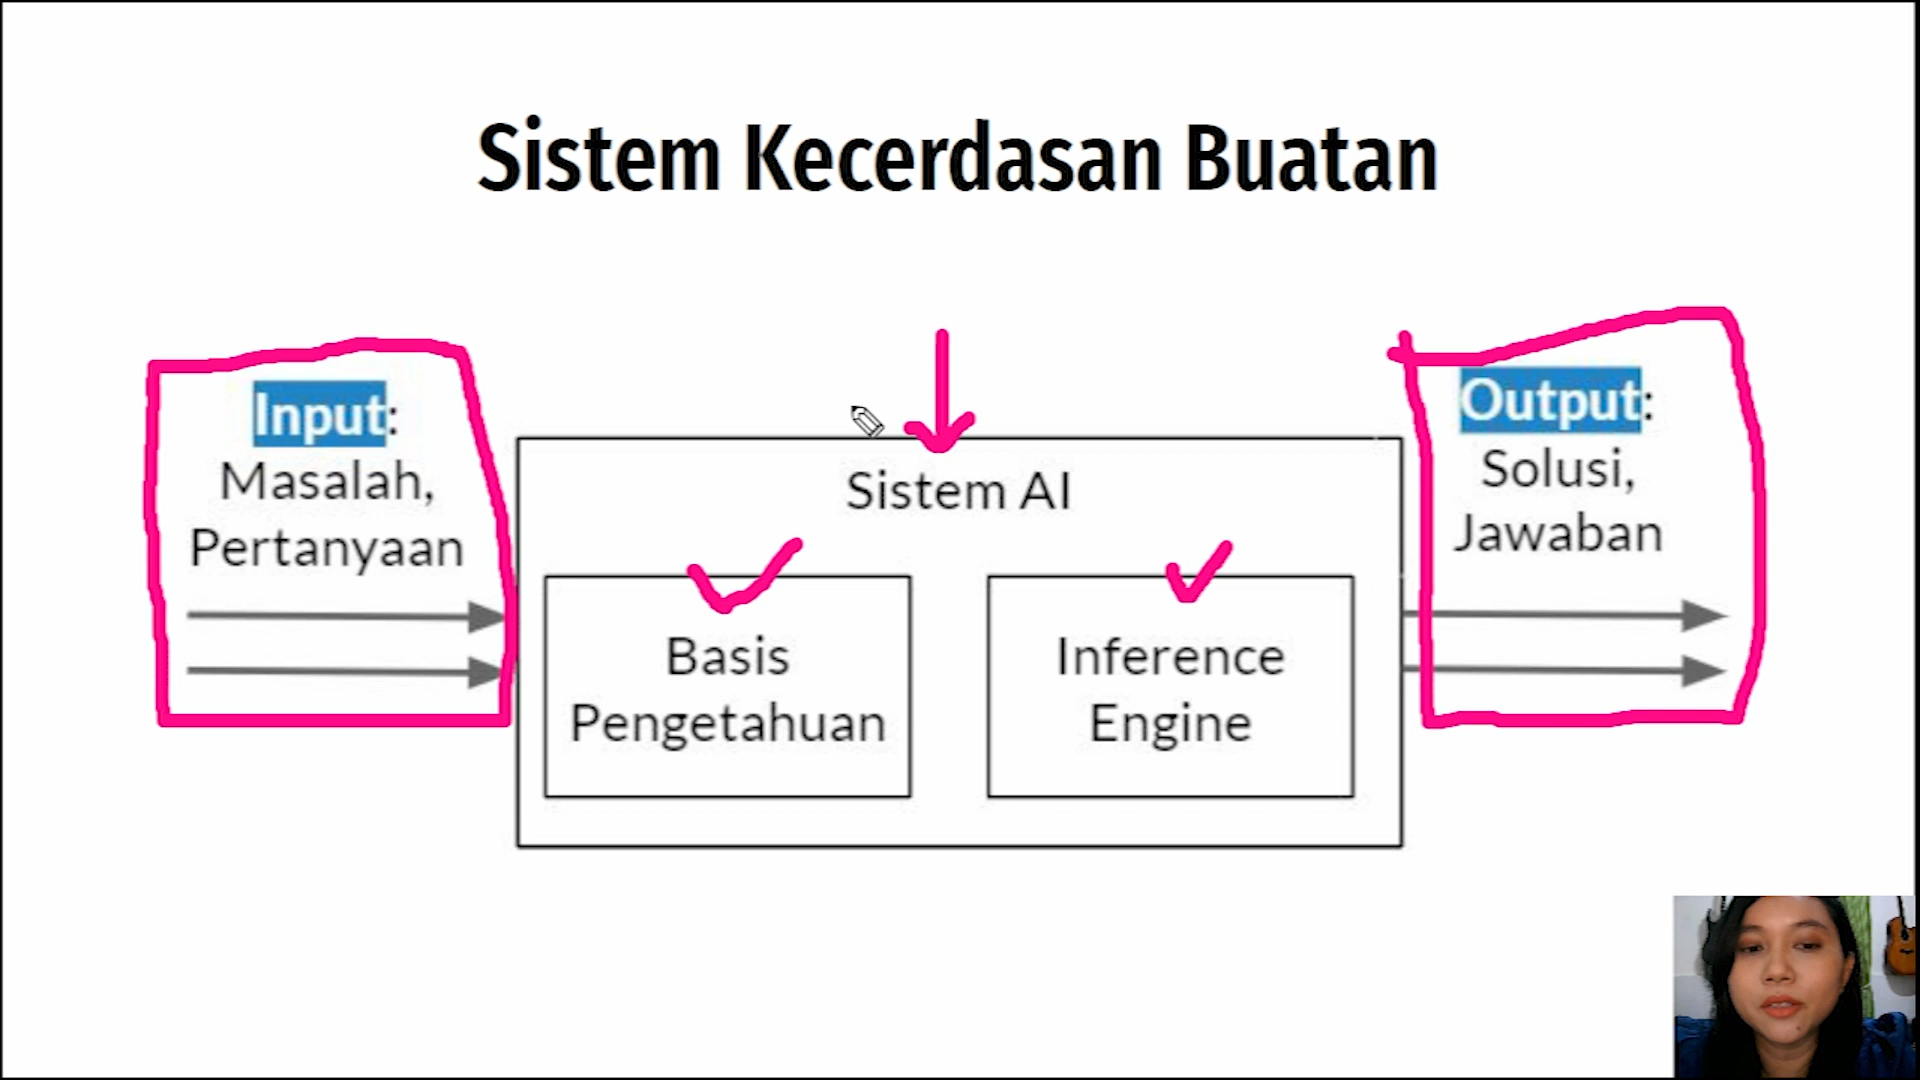 Sistem Kecerdasan Buatan
Input:
Masalah,
Pertanyaan
Sistem AI
Basis
Pengetahuan
Inference
Engine
Output:
Solusi,
Jawaban